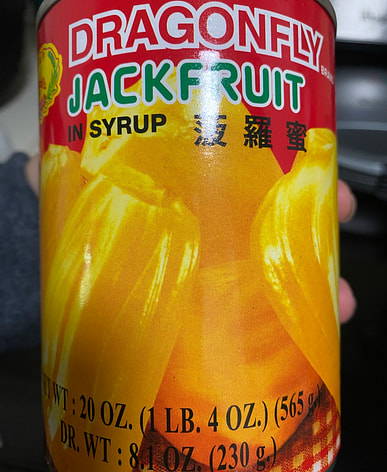 DRAGONFLY
BRAND
JACKFRUIT
IN SYRUP 菠羅蜜
WT : 20 OZ. (1 LB. 4 OZ.) (565 g.)
DR. WT : 8.1 OZ. (230 g.)